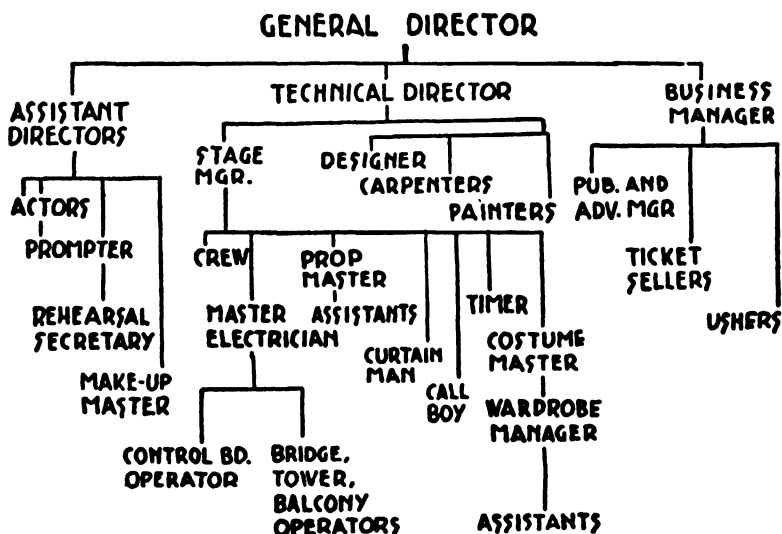 GENERAL DIRECTOR
ASSISTANT
DIRECTORS
TECHNICAL DIRECTOR
BUSINESS
MANAGER
ACTORS
PROMPTER
REHEARSAL
SECRETARY
MAKE-UP
MASTER
STAGE
MGR.
DESIGNER
CARPENTERS
PAINTERS
PUB. AND
ADV. MGR
TICKET
SELLERS
USHERS
CREW
MASTER
ELECTRICIAN
PROP
MASTER
ASSISTANTS
CURTAIN
MAN
CALL
BOY
TIMER
COSTUME
MASTER
WARDROBE
MANAGER
ASSISTANTS
CONTROL BD.
OPERATOR
BRIDGE,
TOWER,
BALCONY
OPERATORS